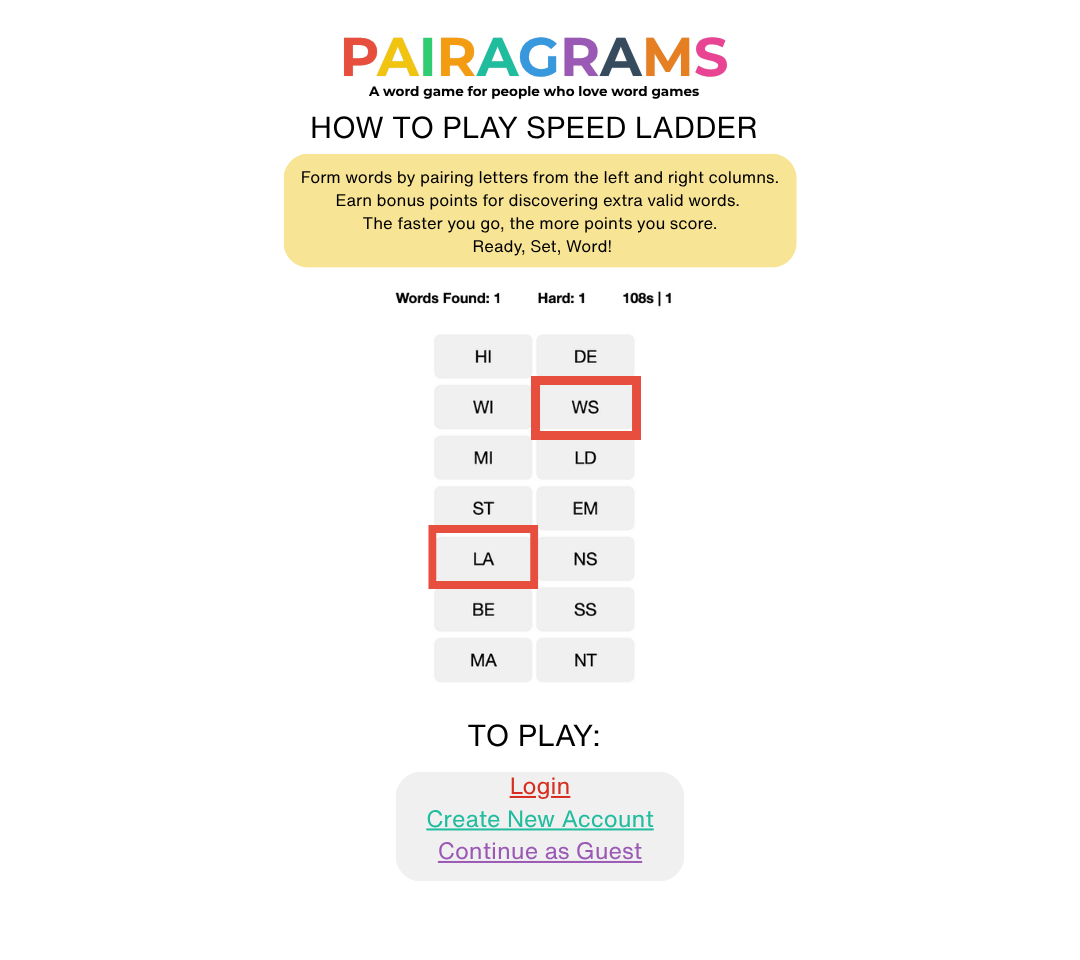 PAIRAGRAMS
A word game for people who love word games
HOW TO PLAY SPEED LADDER
Form words by pairing letters from the left and right columns.
Earn bonus points for discovering extra valid words.
The faster you go, the more points you score.
Ready, Set, Word!
Words Found: 1 Hard: 1 108s | 1
HI DE
WI WS
MI LD
ST EM
LA NS
BE SS
MA NT
TO PLAY:
Login
Create New Account
Continue as Guest